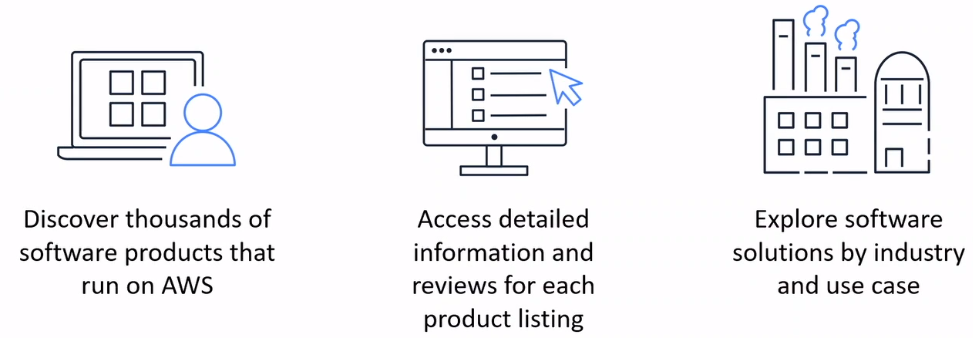 Discover thousands of
software products that
run on AWS
Access detailed
information and
reviews for each
product listing
Explore software
solutions by industry
and use case